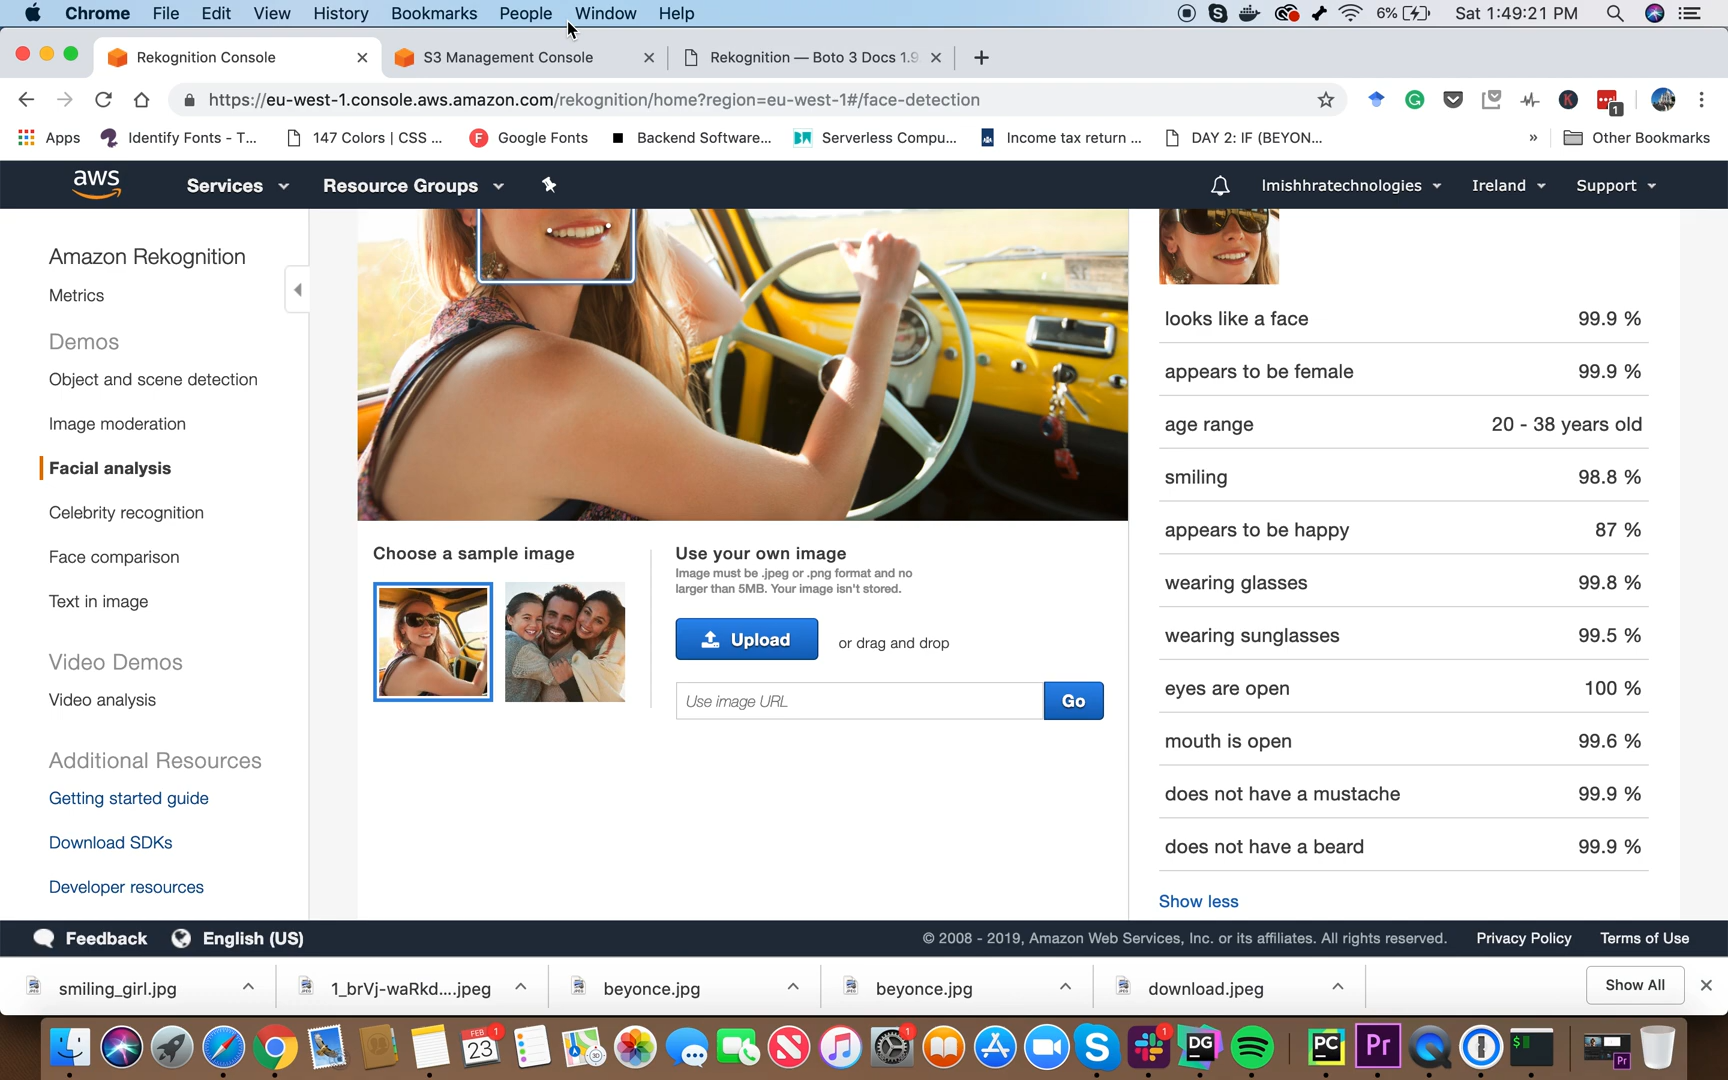 Chrome File Edit View History Bookmarks People Window Help 6% Sat 1:49:21 PM
Rekognition Console S3 Management Console Rekognition — Boto 3 Docs 1.9
https://eu-west-1.console.aws.amazon.com/rekognition/home?region=eu-west-1#/face-detection 1
Apps Identify Fonts - T... 147 Colors | CSS ... F Google Fonts Backend Software... Serverless Compu... Income tax return ... DAY 2: IF (BEYON... » Other Bookmarks
aws Services Resource Groups Imishhratechnologies Ireland Support
Amazon Rekognition
Metrics
Demos
Object and scene detection
Image moderation
Facial analysis
Celebrity recognition
Face comparison
Text in image
Video Demos
Video analysis
Additional Resources
Getting started guide
Download SDKs
Developer resources
Choose a sample image
Use your own image
Image must be .jpeg or .png format and no
larger than 5MB. Your image isn't stored.
Upload or drag and drop
Use image URL Go
looks like a face 99.9 %
appears to be female 99.9 %
age range 20 - 38 years old
smiling 98.8 %
appears to be happy 87 %
wearing glasses 99.8 %
wearing sunglasses 99.5 %
eyes are open 100 %
mouth is open 99.6 %
does not have a mustache 99.9 %
does not have a beard 99.9 %
Show less
Feedback English (US) © 2008 - 2019, Amazon Web Services, Inc. or its affiliates. All rights reserved. Privacy Policy Terms of Use
smiling_girl.jpg 1_brVj-waRkd....jpeg beyonce.jpg beyonce.jpg download.jpeg Show All
FEB 23 1 1 1 DG PC Pr $ Pr